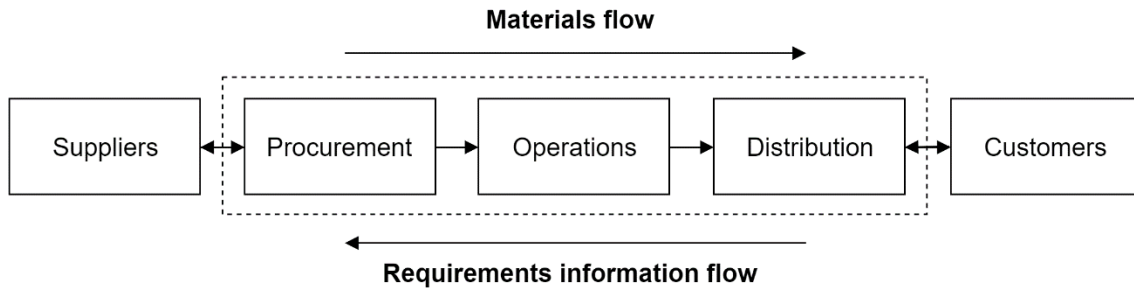 Materials flow
Suppliers
Procurement
Operations
Distribution
Customers
Requirements information flow